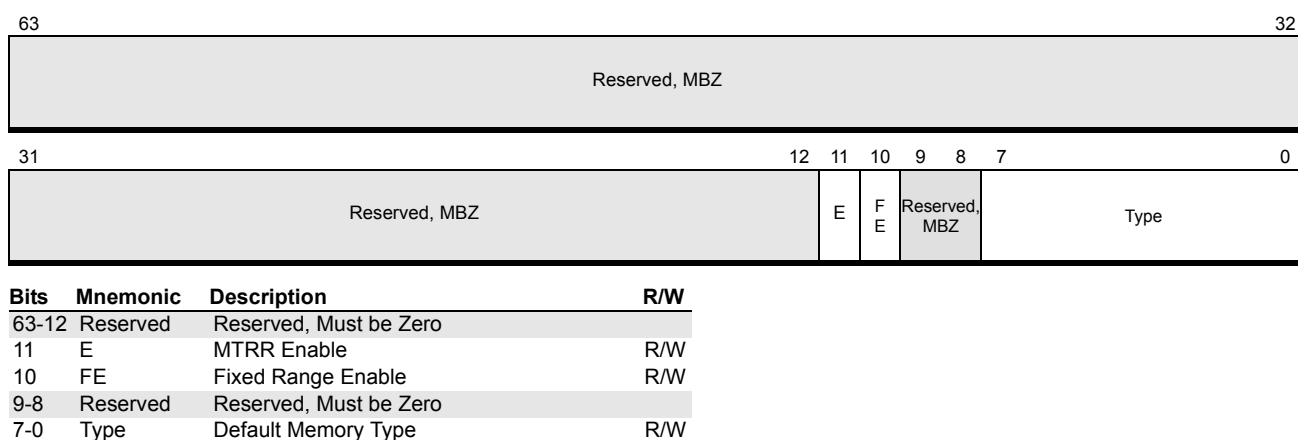 63 32
Reserved, MBZ
31 12 11 10 9 8 7 0
Reserved, MBZ E F E Reserved, MBZ Type
Bits Mnemonic Description R/W
63-12 Reserved Reserved, Must be Zero
11 E MTRR Enable R/W
10 FE Fixed Range Enable R/W
9-8 Reserved Reserved, Must be Zero
7-0 Type Default Memory Type R/W